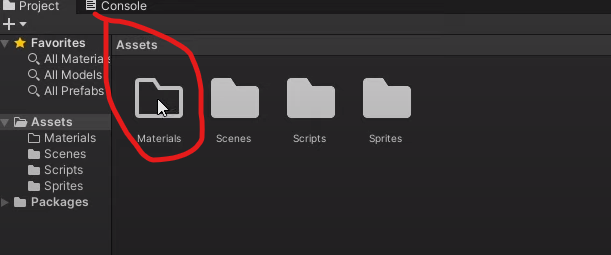 Project
Console
Favorites
All Materials
All Models
All Prefabs
Assets
Materials
Scenes
Scripts
Sprites
Packages
Assets
Materials
Scenes
Scripts
Sprites